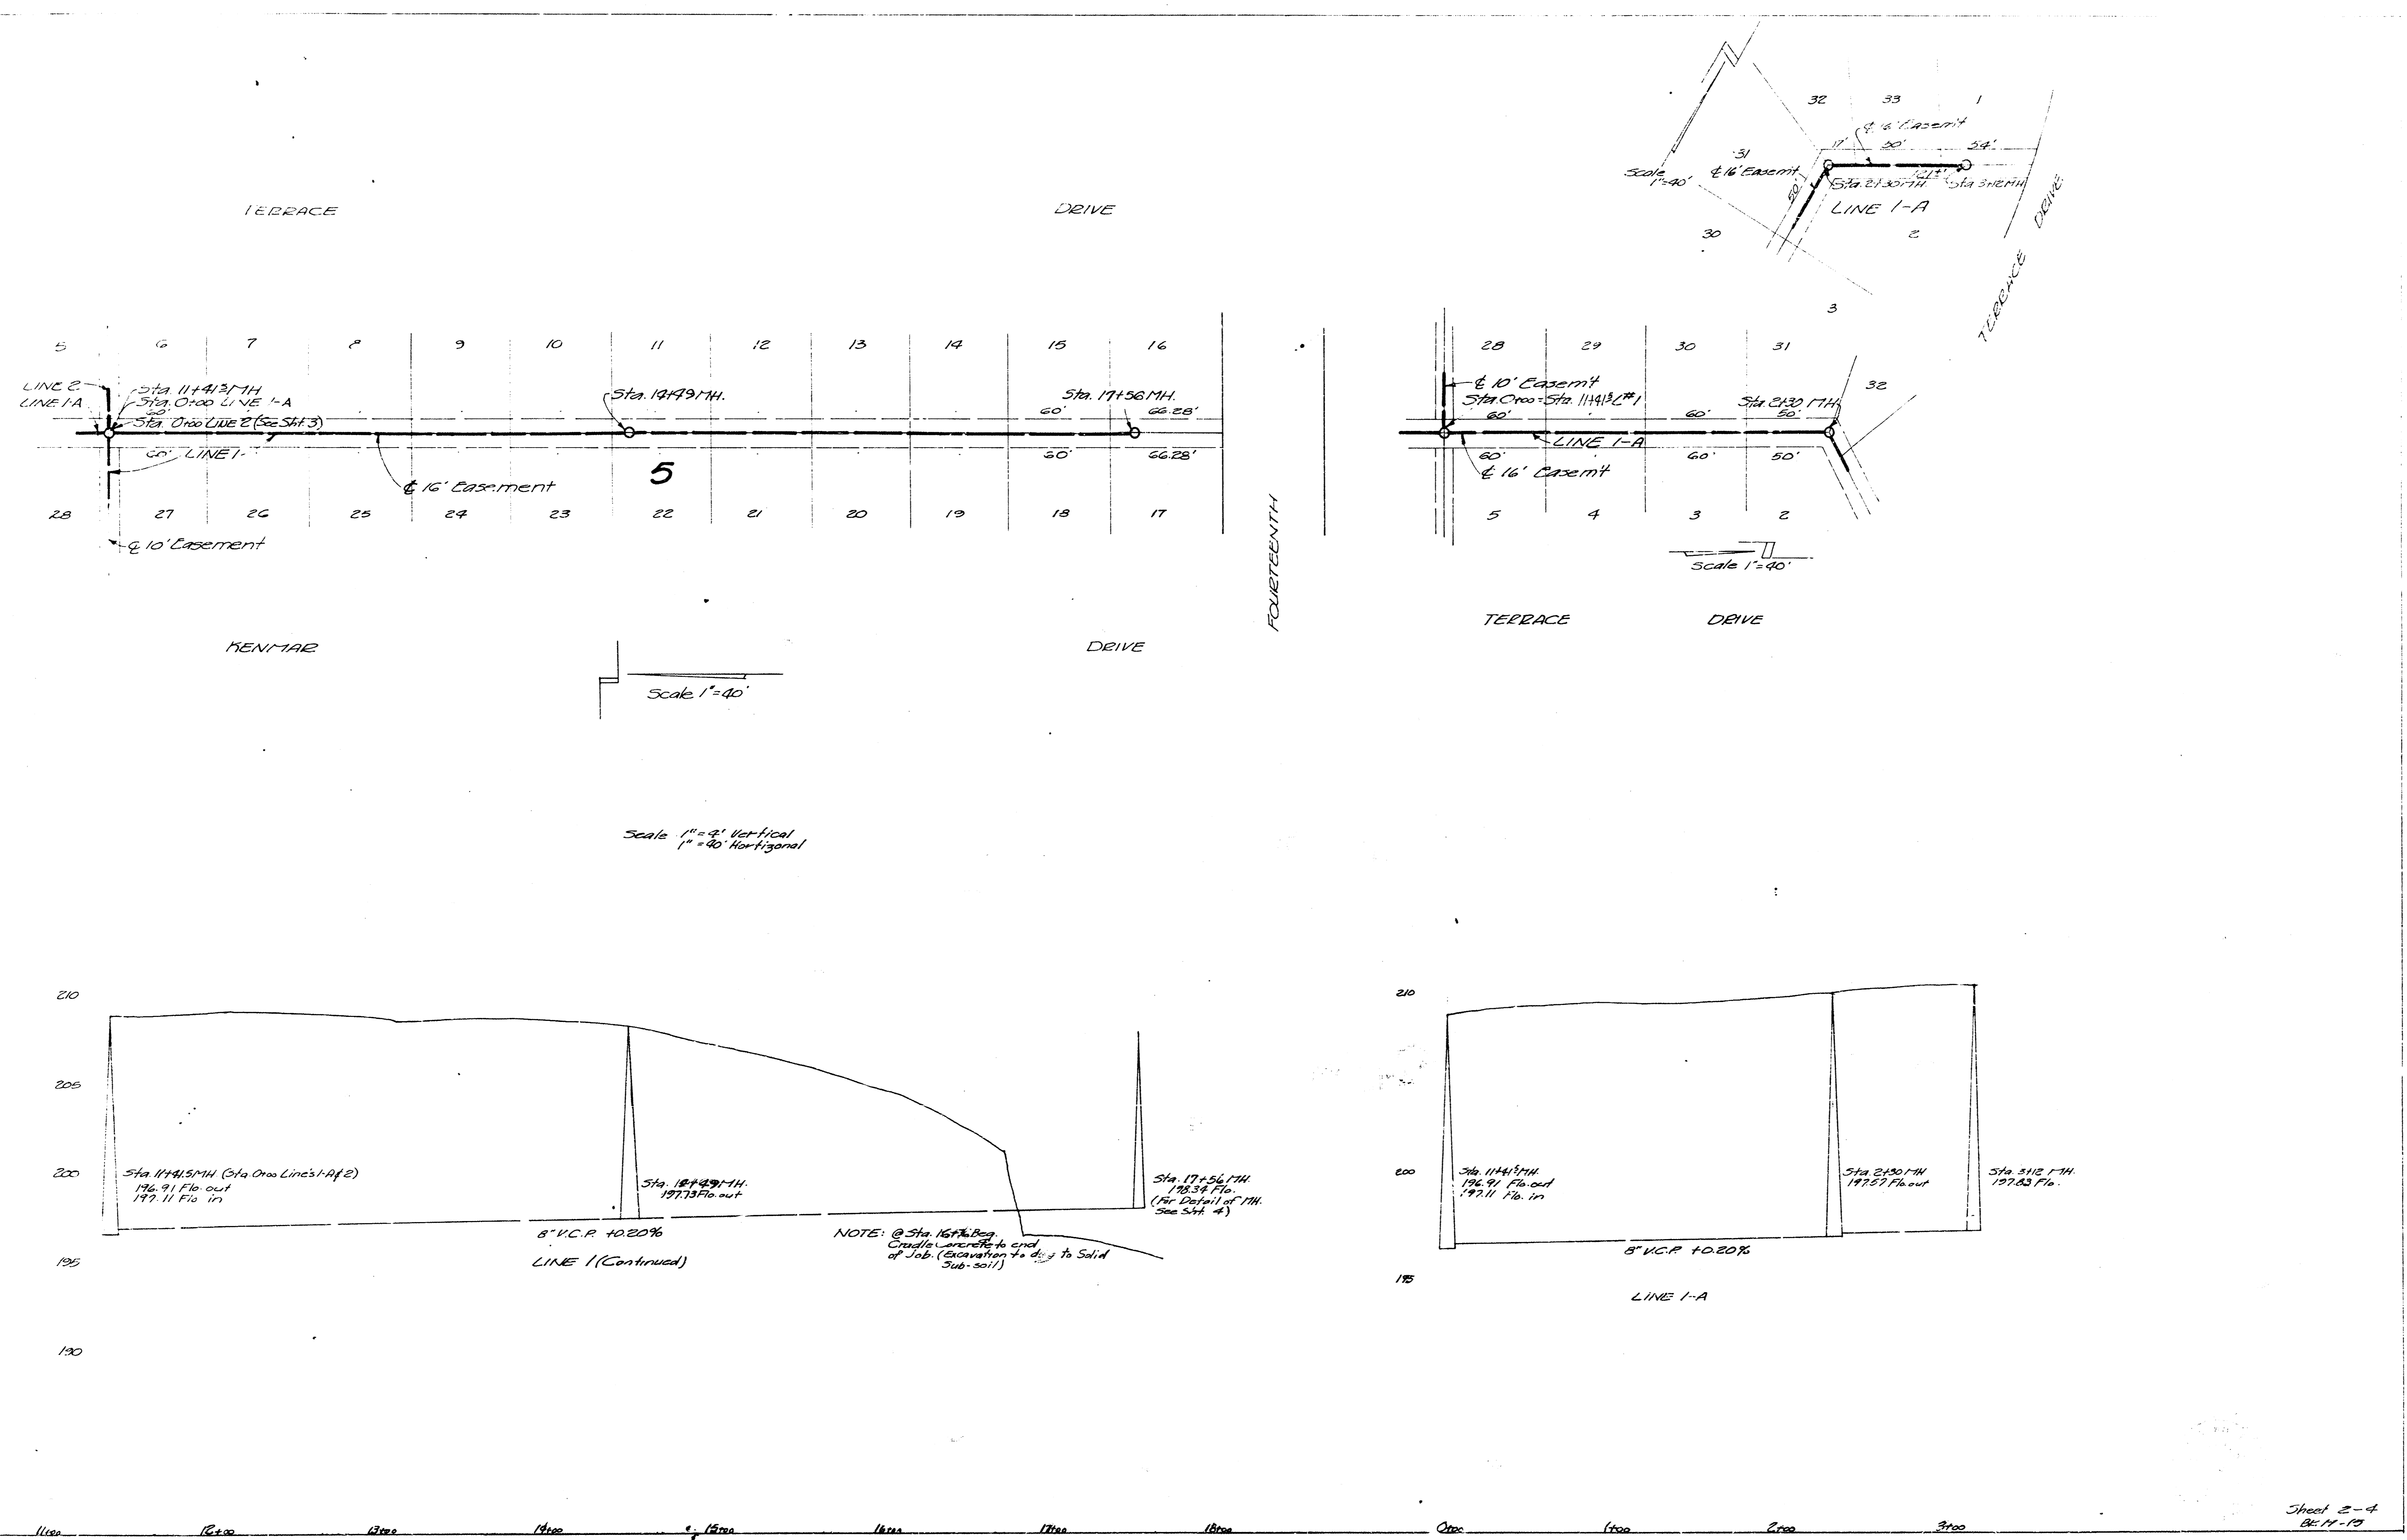 32 33 1
₵ 16' Easem't
17' 50' 54'
31
Scale
1"=40'
₵ 16' Easemt
50'
Sta. 2+30 MH.
Sta 3+12 MH
LINE 1-A
30 2
TERRACE DRIVE
3
TERRACE DRIVE
5 6 7 8 9 10 11 12 13 14 15 16
LINE 2
LINE 1-A
Sta. 11+41.5 MH
Sta. 0+00 LINE 1-A
60'
Sta. 0+00 LINE 2 (See Sht. 3)
Sta. 14+49 MH.
Sta. 17+56 MH.
60' 66.28'
60' LINE 1-
60' 66.28'
₵ 16' Easement
5
28 27 26 25 24 23 22 21 20 19 18 17
₵ 10' Easement
FOURTEENTH
28 29 30 31
32
₵ 10' Easem't
Sta. 0+00 = Sta. 11+41.5 L#1
60' 60' 50'
Sta. 2+30 MH.
LINE 1-A
60' 60' 50'
₵ 16' Easem't
5 4 3 2
Scale 1"=40'
TERRACE DRIVE
KENMAR DRIVE
Scale 1"=40'
Scale 1"=4' Vertical
1"=40' Hortizonal
210
205
200
195
190
Sta. 11+41.5 MH (Sta. 0+00 Line's 1-A & 2)
196.91 Flo. out
197.11 Flo in
Sta. 14+49 MH.
197.73 Flo. out
Sta. 17+56 MH.
198.34 Flo.
(For Detail of MH.
See Sht. 4)
8" V.C.P. +0.20%
LINE 1 (Continued)
NOTE: @ Sta. Beg.
Cradle Concrete to end
of Job. (Excavation to to Solid
Sub-soil)
210
200
195
Sta. 11+41.5 MH.
196.91 Flo. out
197.11 Flo. in
Sta. 2+30 MH
197.57 Flo. out
Sta. 3+12 MH.
197.83 Flo.
8" V.C.P. +0.20%
LINE 1-A
11+00 12+00 13+00 14+00 15+00 16+00 17+00 18+00 0+00 1+00 2+00 3+00
Sheet 2-4
BK. M-15